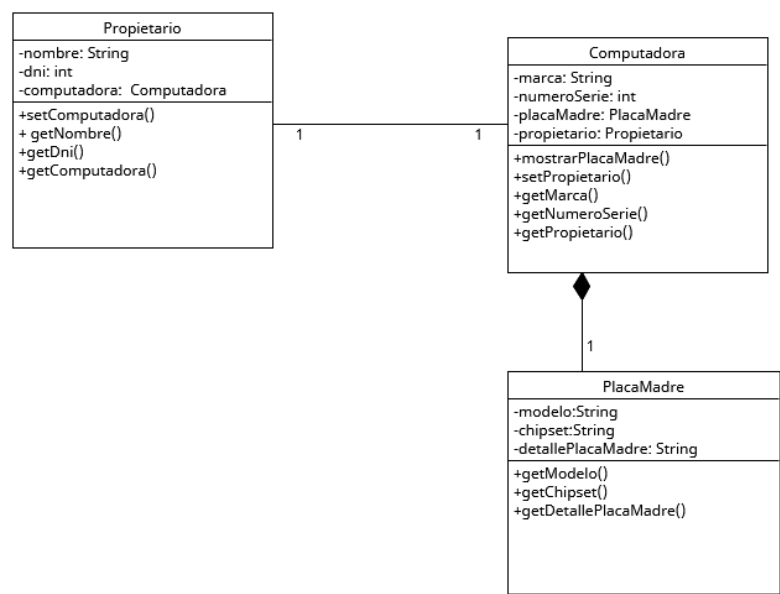 Propietario
-nombre: String
-dni: int
-computadora:  Computadora
+setComputadora()
+ getNombre()
+getDni()
+getComputadora()
1
1
Computadora
-marca: String
-numeroSerie: int
-placaMadre: PlacaMadre
-propietario: Propietario
+mostrarPlacaMadre()
+setPropietario()
+getMarca()
+getNumeroSerie()
+getPropietario()
1
PlacaMadre
-modelo:String
-chipset:String
-detallePlacaMadre: String
+getModelo()
+getChipset()
+getDetallePlacaMadre()